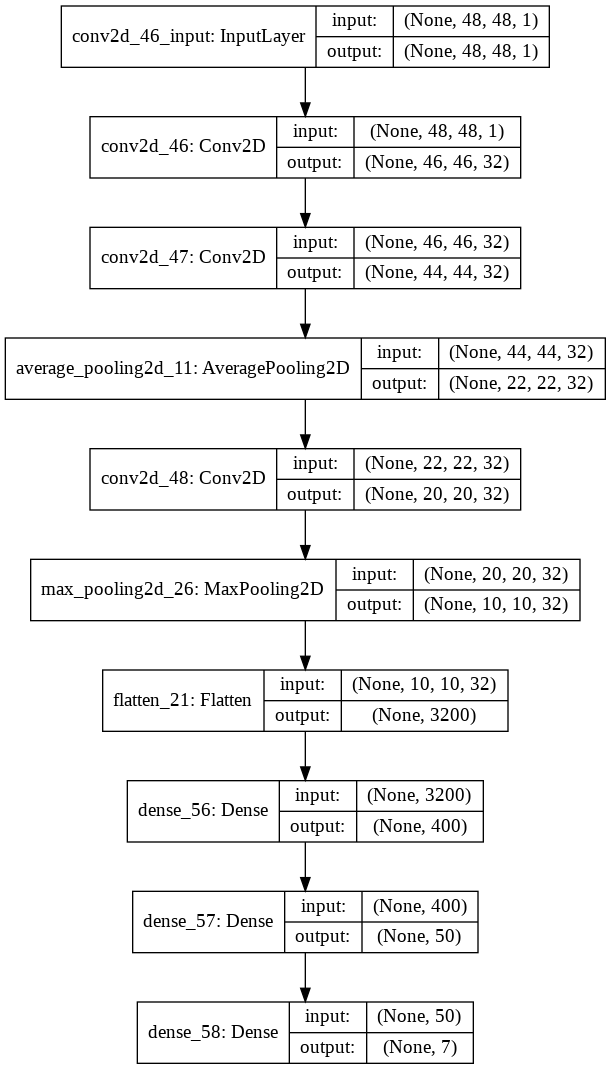 conv2d_46_input: InputLayer
input: (None, 48, 48, 1)
output: (None, 48, 48, 1)
conv2d_46: Conv2D
input: (None, 48, 48, 1)
output: (None, 46, 46, 32)
conv2d_47: Conv2D
input: (None, 46, 46, 32)
output: (None, 44, 44, 32)
average_pooling2d_11: AveragePooling2D
input: (None, 44, 44, 32)
output: (None, 22, 22, 32)
conv2d_48: Conv2D
input: (None, 22, 22, 32)
output: (None, 20, 20, 32)
max_pooling2d_26: MaxPooling2D
input: (None, 20, 20, 32)
output: (None, 10, 10, 32)
flatten_21: Flatten
input: (None, 10, 10, 32)
output: (None, 3200)
dense_56: Dense
input: (None, 3200)
output: (None, 400)
dense_57: Dense
input: (None, 400)
output: (None, 50)
dense_58: Dense
input: (None, 50)
output: (None, 7)